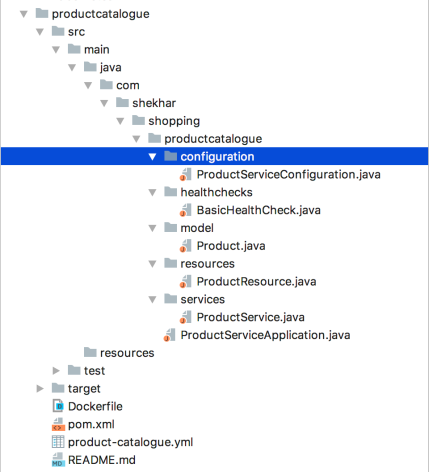 productcatalogue
src
main
java
com
shekhar
shopping
productcatalogue
configuration
ProductServiceConfiguration.java
healthchecks
BasicHealthCheck.java
model
Product.java
resources
ProductResource.java
services
ProductService.java
ProductServiceApplication.java
resources
test
target
Dockerfile
pom.xml
product-catalogue.yml
README.md